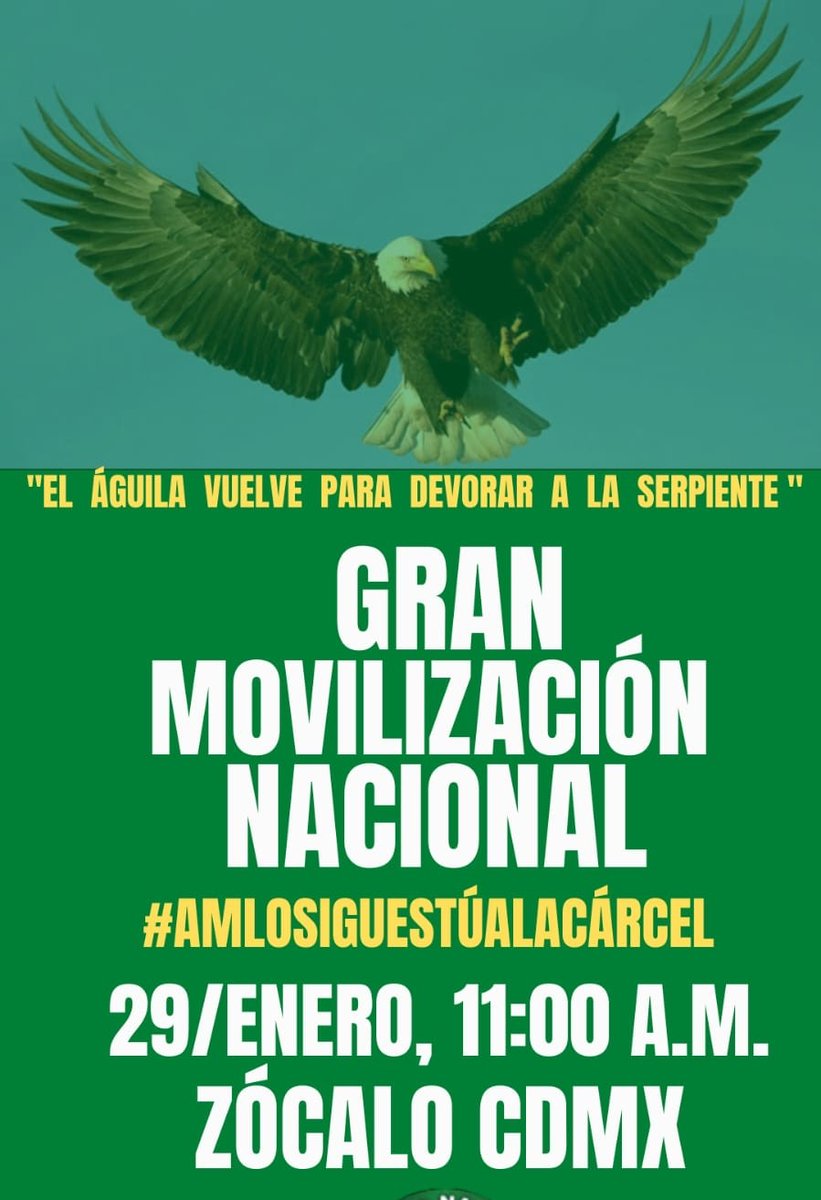 "EL ÁGUILA VUELVE PARA DEVORAR A LA SERPIENTE"
GRAN
MOVILIZACIÓN
NACIONAL
#AMLOSIGUESTÚALACÁRCEL
29/ENERO, 11:00 A.M.
ZÓCALO CDMX